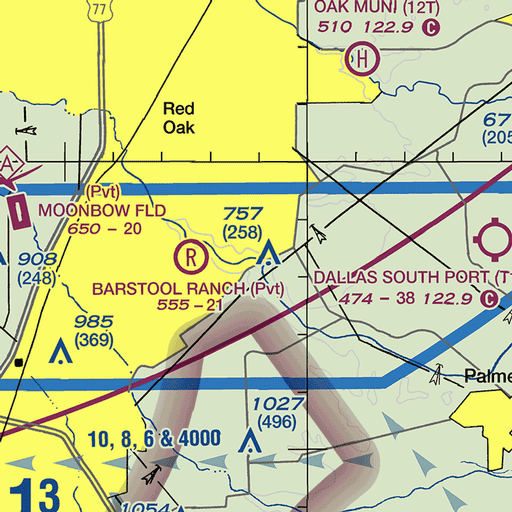 77
OAK MUNI (12T)
510 122.9 C
H
Red
Oak
67
(205
A
(Pvt)
MOONBOW FLD
650 - 20
757
(258)
908
(248)
R
BARSTOOL RANCH (Pvt)
555 - 21
DALLAS SOUTH PORT (T
474 - 38 122.9 C
985
(369)
Palme
1027
(496)
10, 8, 6 & 4000
13
1054